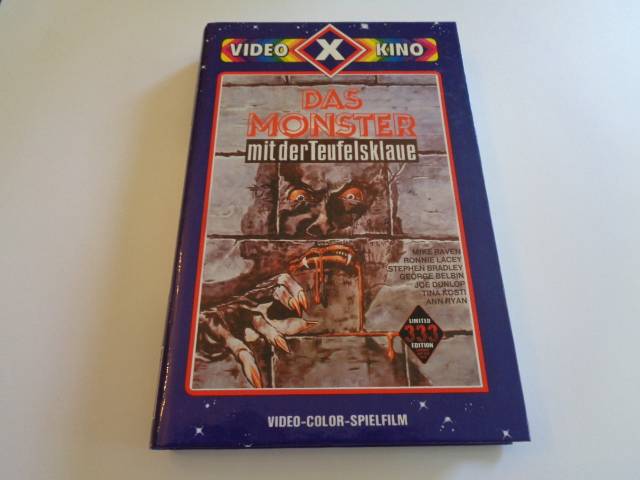 VIDEO X KINO
DAS
MONSTER
mit der Teufelsklaue
MIKE RAVEN
RONNIE LACEY
STEPHEN BRADLEY
GEORGE BELBIN
JOE DUNLOP
TINA KOSTI
ANN RYAN
LIMITED
333
EDITION
VIDEO-COLOR-SPIELFILM